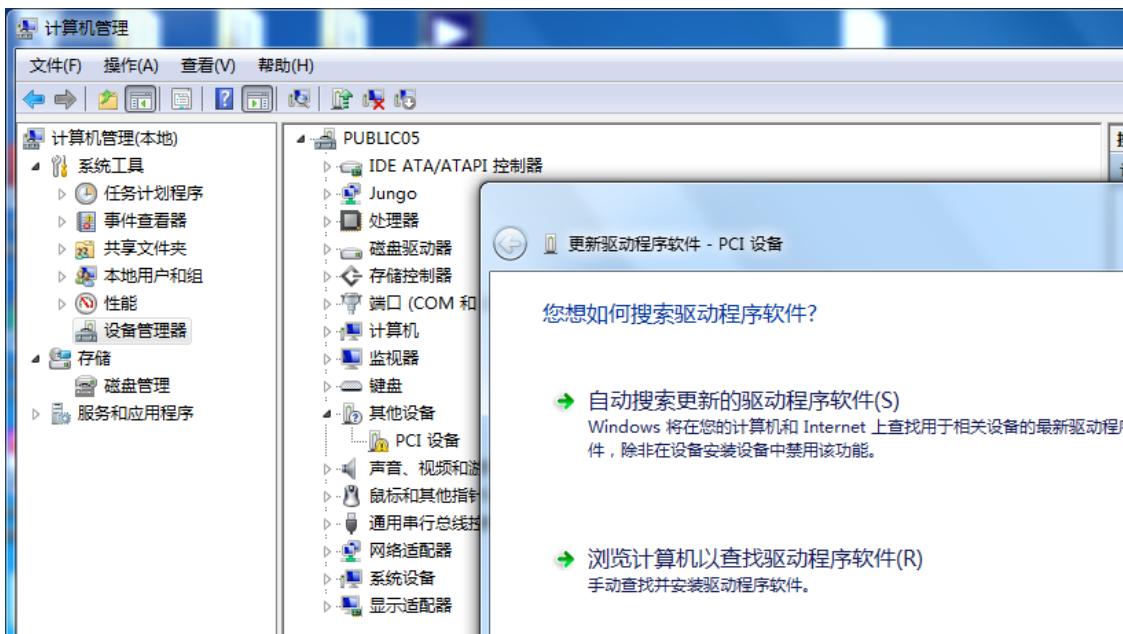 计算机管理
文件(F) 操作(A) 查看(V) 帮助(H)
计算机管理(本地)
系统工具
任务计划程序
事件查看器
共享文件夹
本地用户和组
性能
设备管理器
存储
磁盘管理
服务和应用程序
PUBLIC05
IDE ATA/ATAPI 控制器
Jungo
处理器
磁盘驱动器
存储控制器
端口 (COM 和
计算机
监视器
键盘
其他设备
PCI 设备
声音、视频和游
鼠标和其他指针
通用串行总线控
网络适配器
系统设备
显示适配器
更新驱动程序软件 - PCI 设备
您想如何搜索驱动程序软件?
自动搜索更新的驱动程序软件(S)
Windows 将在您的计算机和 Internet 上查找用于相关设备的最新驱动程序
件，除非在设备安装设备中禁用该功能。
浏览计算机以查找驱动程序软件(R)
手动查找并安装驱动程序软件。